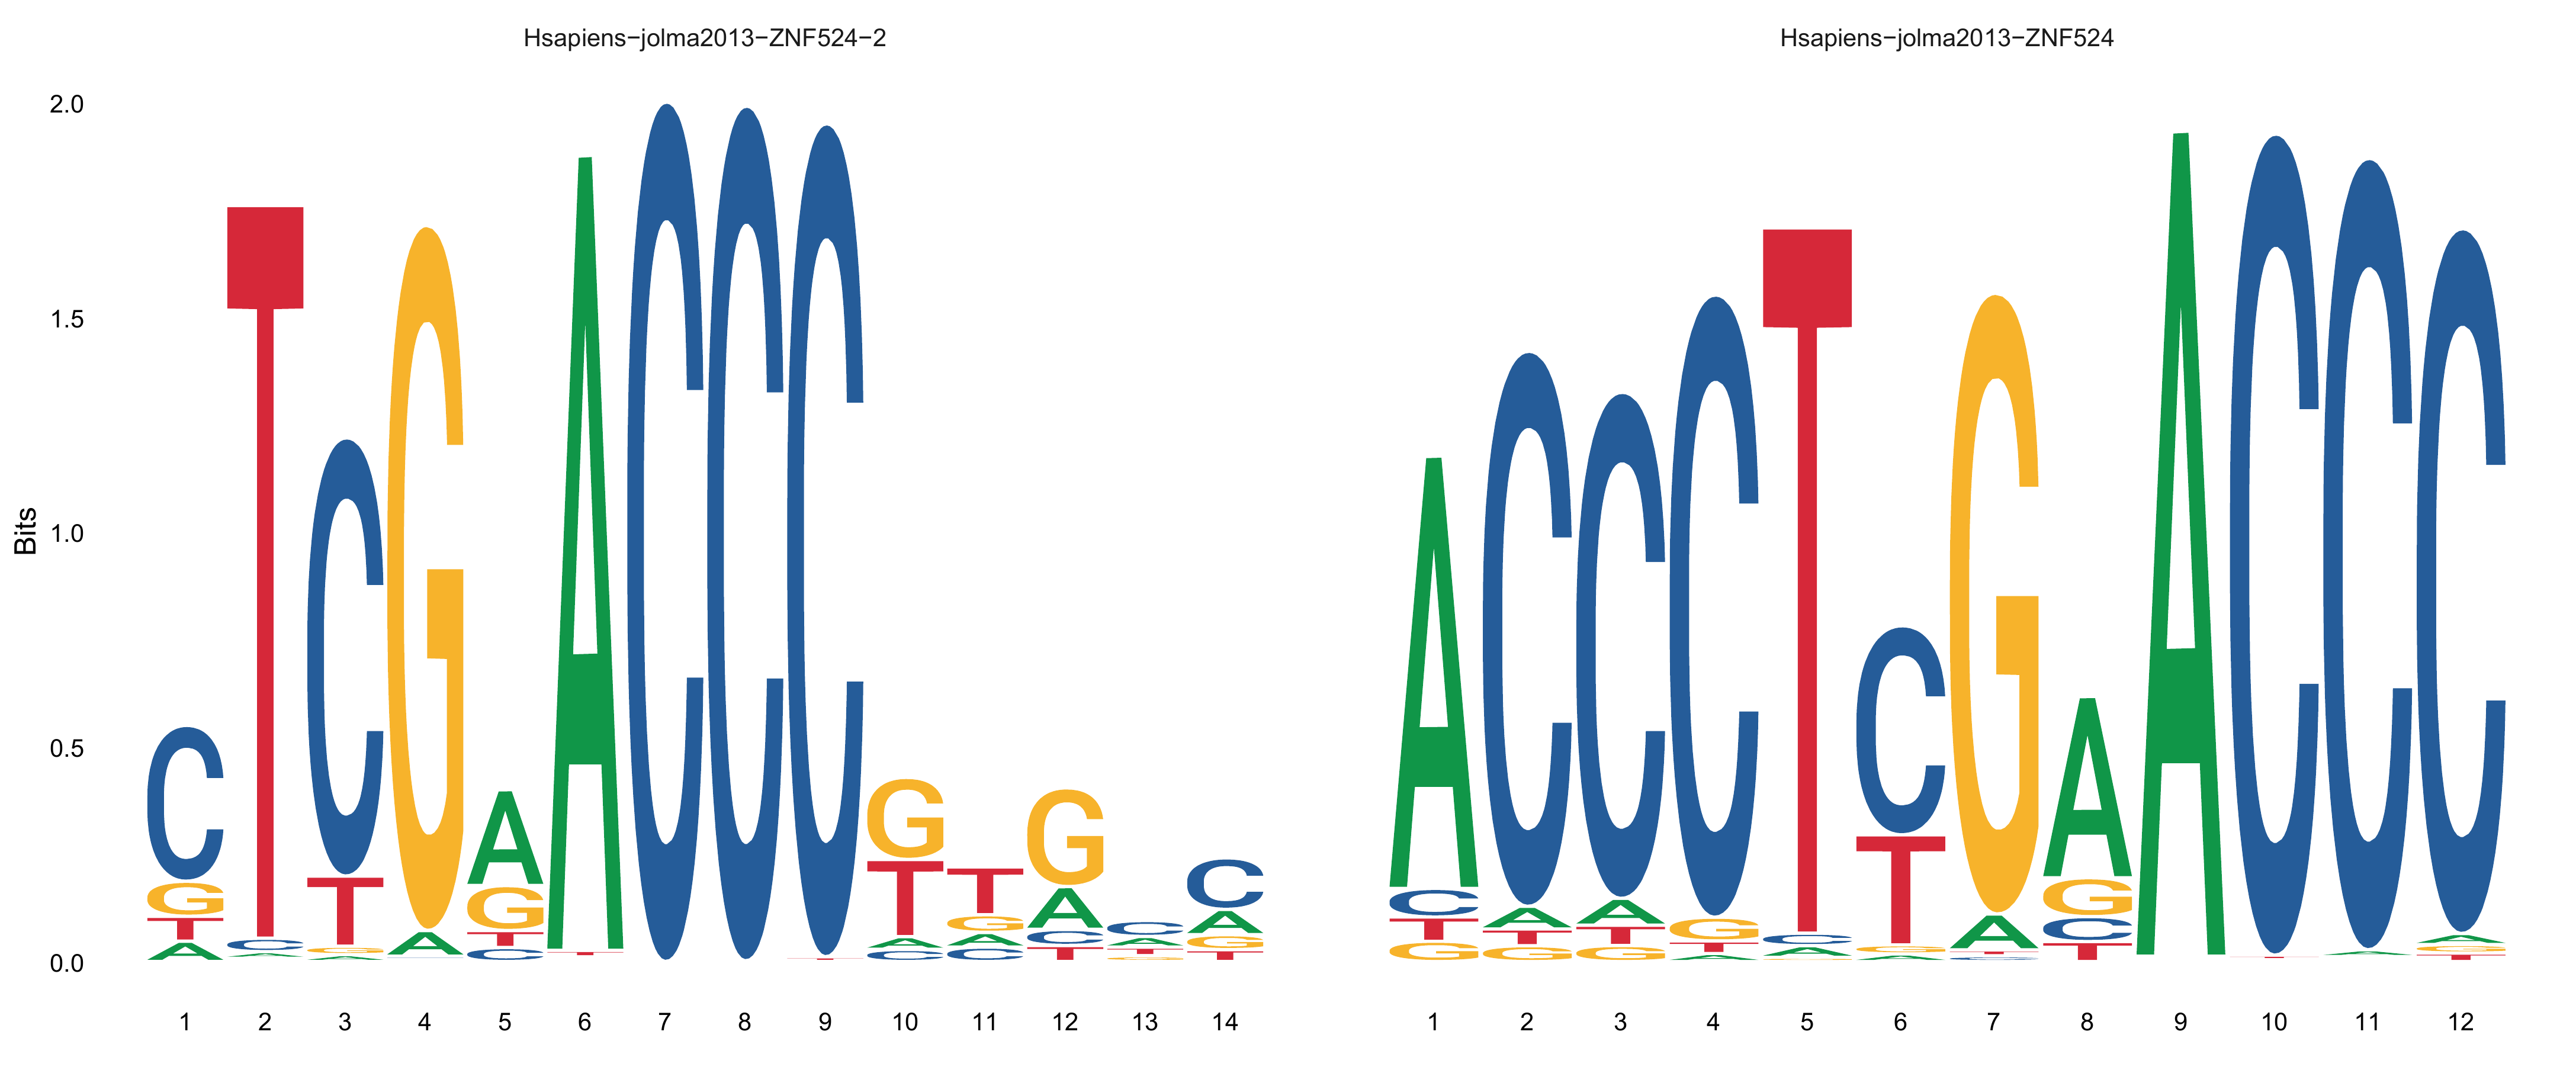 Hsapiens−jolma2013−ZNF524−2
Hsapiens−jolma2013−ZNF524
Bits
2.0
1.5
1.0
0.5
0.0
C T C G A A C C C G T G C C
G C T A G T T G A C A A
T A G T C A A C A G
A A C C C T G T
1 2 3 4 5 6 7 8 9 10 11 12 13 14
A C C C T C G A A C C C
C A A G C T A G A
T T T T A G T C G
G G G A A C T T
1 2 3 4 5 6 7 8 9 10 11 12